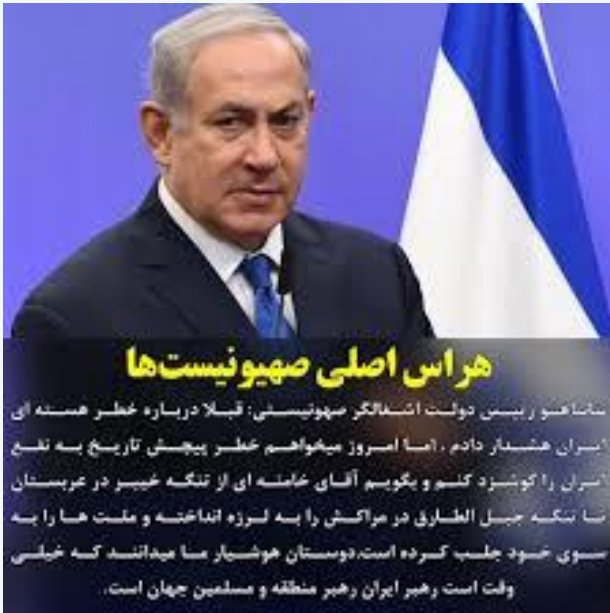 هراس اصلی صهیونیست‌ها
رییس دولت اشغالگر صهیونیستی: قبلا درباره خطر هسته ای
ایران هشدار دادم ، اما امروز میخواهم خطر پیچش تاریخ به نفع
را گوشزد کنم و بگویم آقای خامنه ای از تنگه خیبر در عربستان
تا تنگه جبل الطارق در مراکش را به لرزه انداخته و ملت ها را به
سوی خود جلب کرده است.دوستان هوشیار ما میدانند که خیلی
وقت است رهبر ایران رهبر منطقه و مسلمین جهان است.